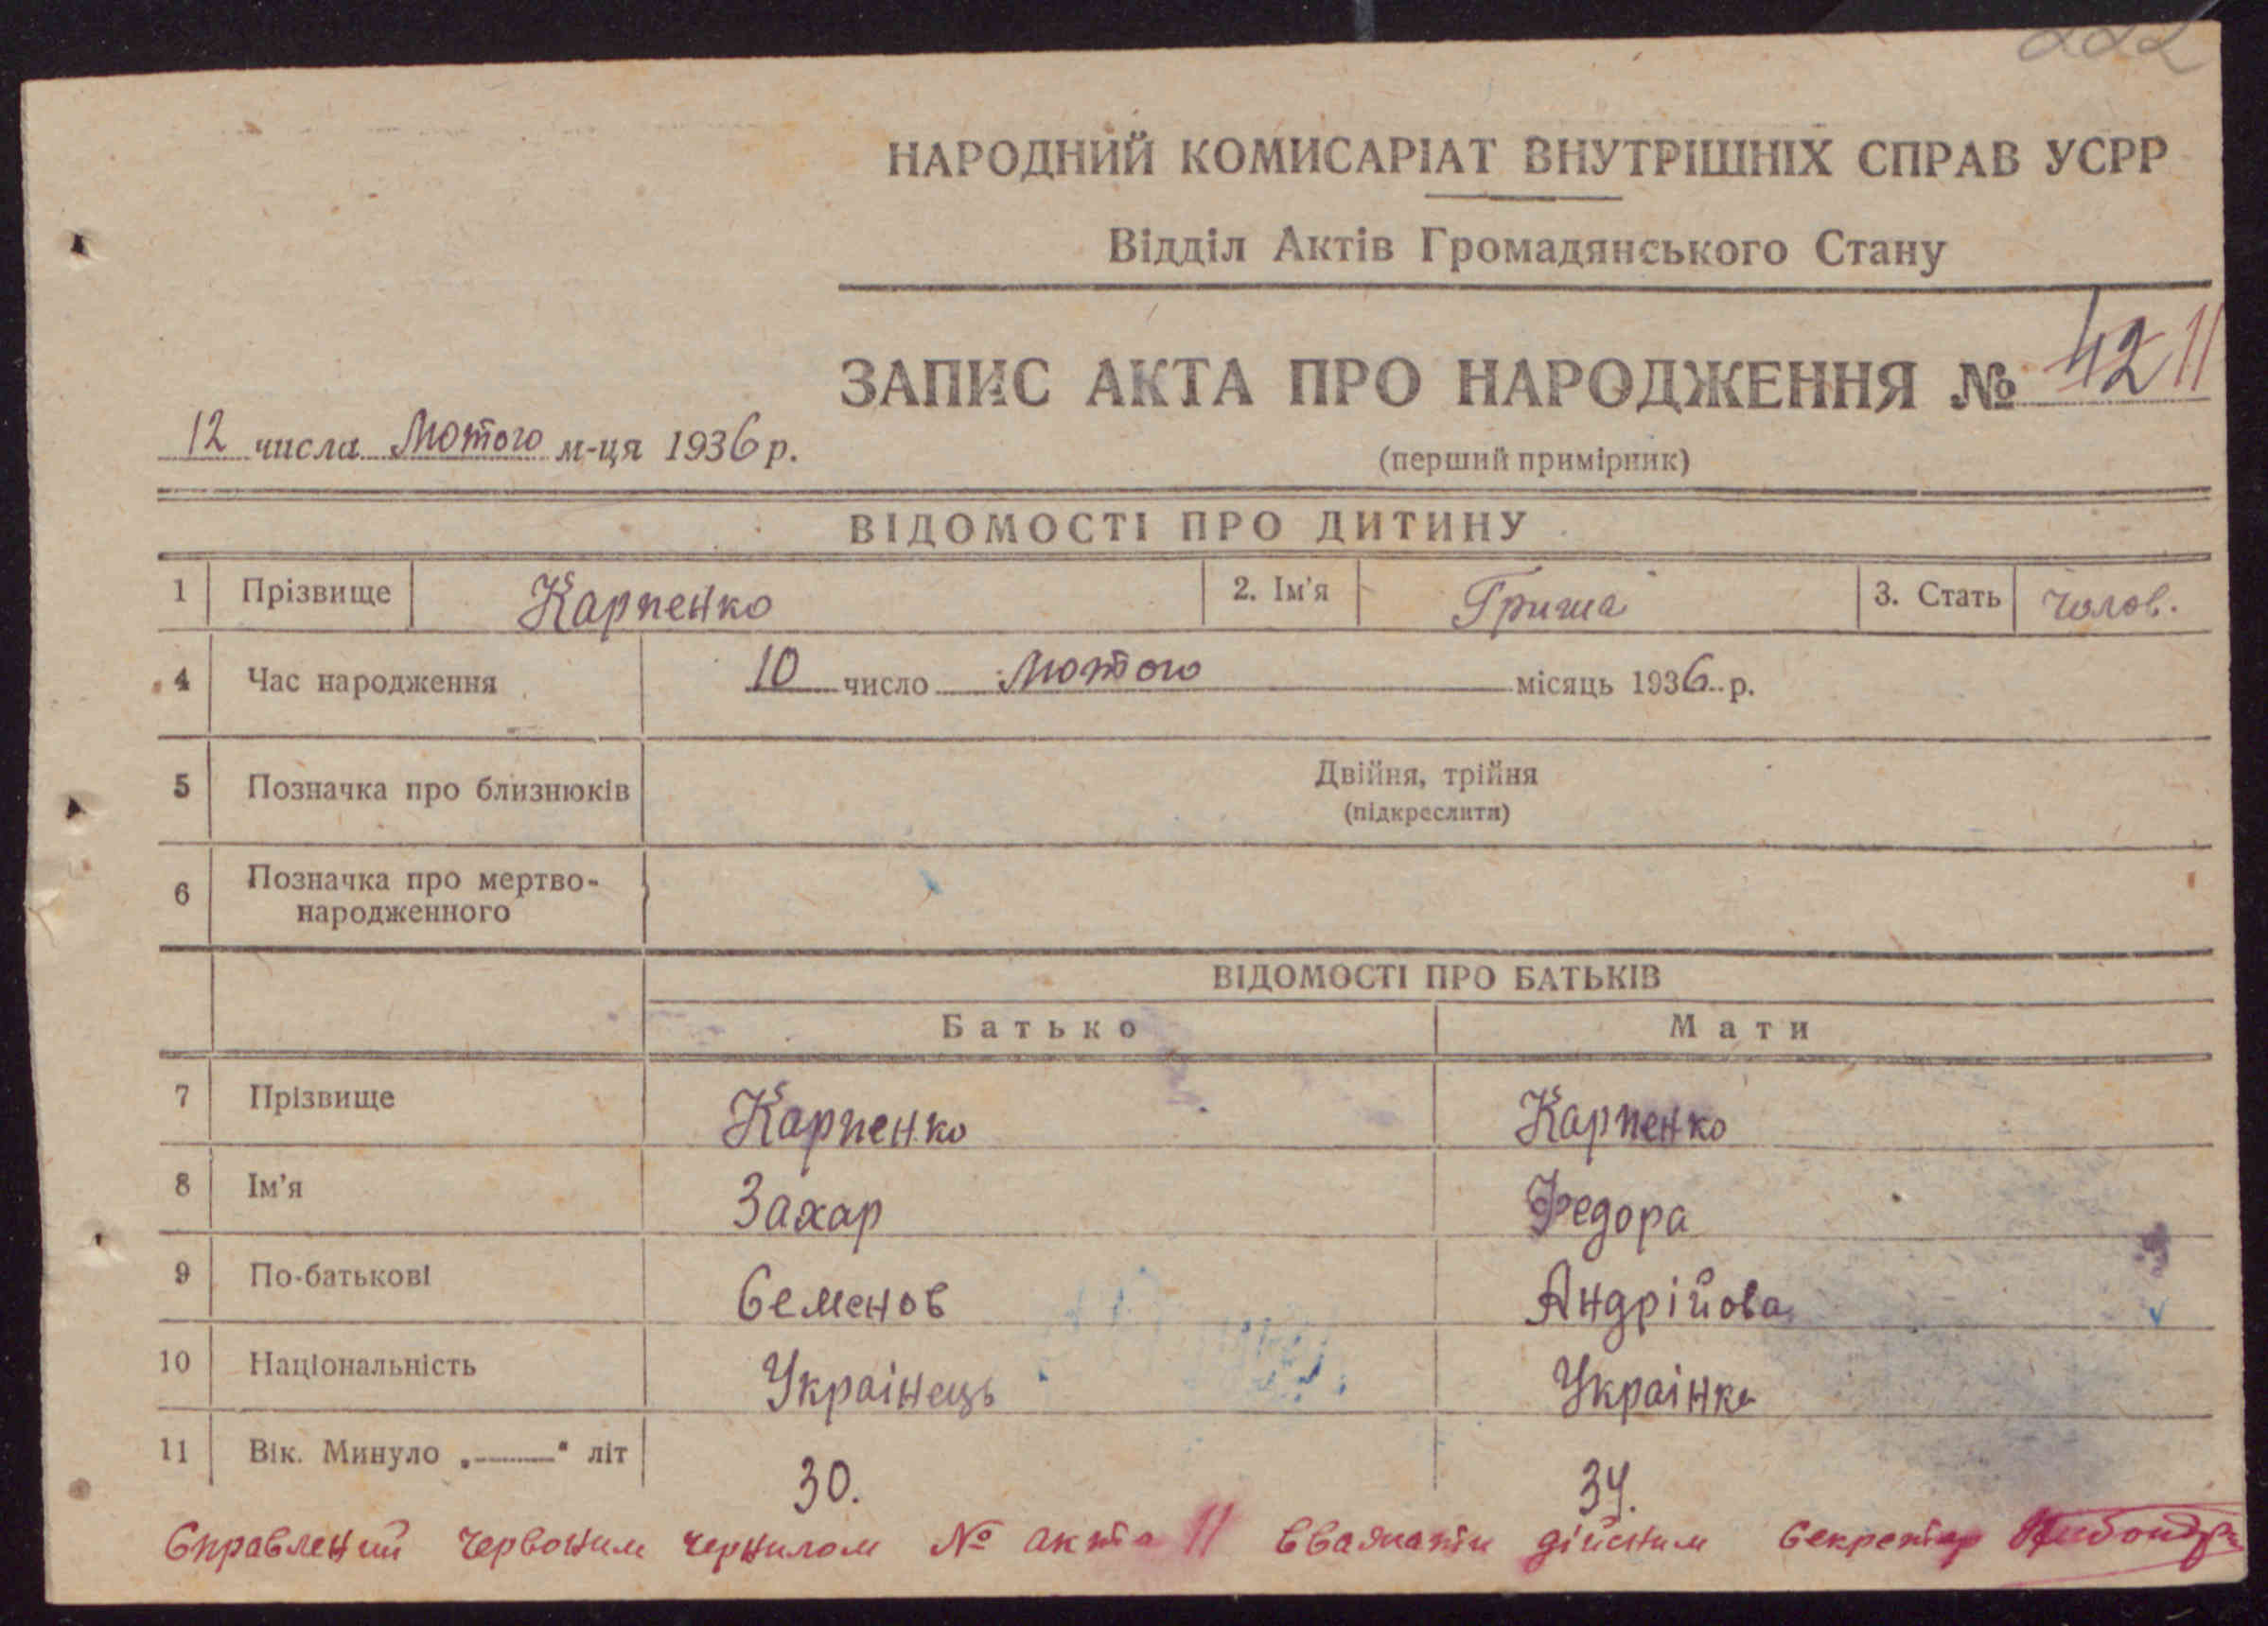 222
НАРОДНИЙ КОМИСАРІАТ ВНУТРІШНІХ СПРАВ УСРР
Відділ Актів Громадянського Стану
ЗАПИС АКТА ПРО НАРОДЖЕННЯ № 42 11
12 числа Лютого м-ця 1936 р.
(перший примірник)
ВІДОМОСТІ ПРО ДИТИНУ
1 Прізвище Карпенко 2. Ім'я Гриша 3. Стать Чолов.
4 Час народження 10 число Лютого місяць 1936 р.
5 Позначка про близнюків Двійня, трійня
(підкреслити)
6 Позначка про мертво-
народженного
ВІДОМОСТІ ПРО БАТЬКІВ
Батько Мати
7 Прізвище Карпенко Карпенко
8 Ім'я Захар Федора
9 По-батькові Семенов Андрійова
10 Національність Украінець Украінка
11 Вік. Минуло „——" літ 30. 34.
Справлений червоним чернилом № акта 11 вважати дійсним Секретар